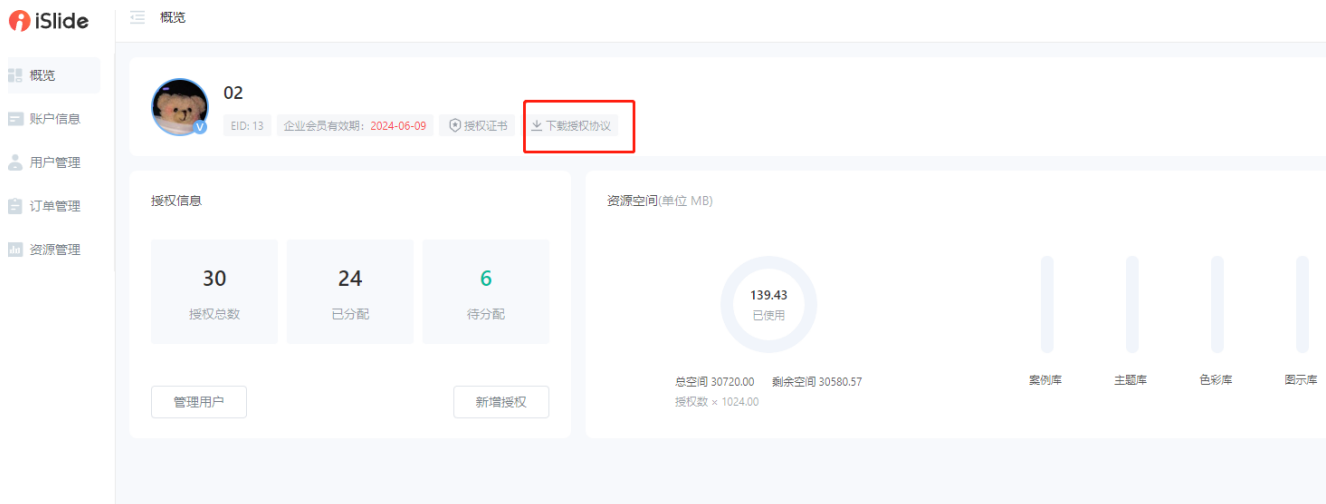 iSlide
概览
概览
账户信息
用户管理
订单管理
资源管理
02
EID: 13 企业会员有效期：2024-06-09 授权证书 下载授权协议
授权信息
30 24 6
授权总数 已分配 待分配
管理用户 新增授权
资源空间(单位 MB)
139.43
已使用
总空间 30720.00 剩余空间 30580.57
授权数 × 1024.00
案例库 主题库 色彩库 图示库